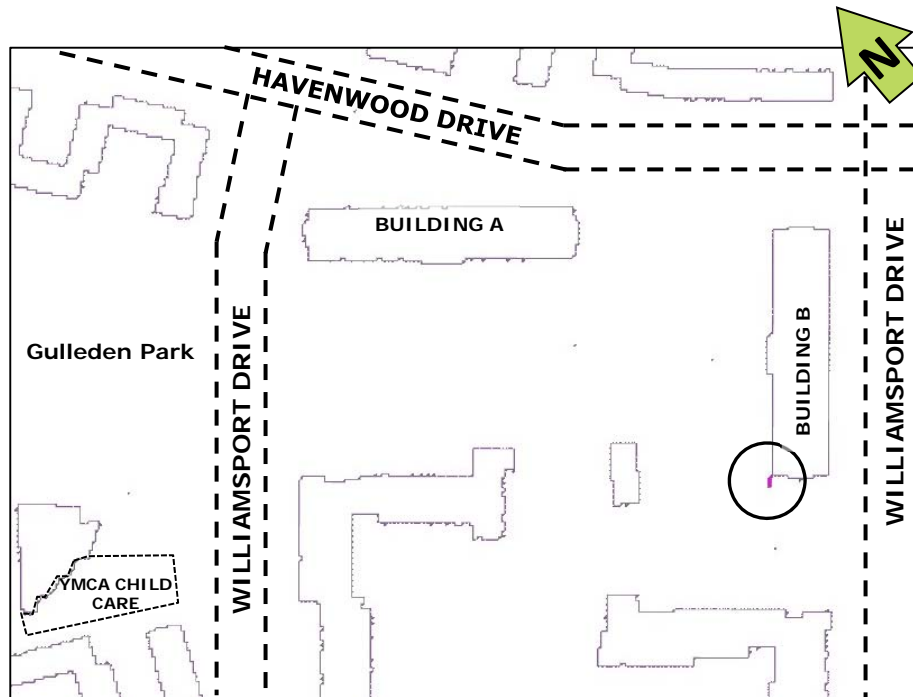 N
HAVENWOOD DRIVE
BUILDING A
WILLIAMSPORT DRIVE
BUILDING B
Gulleden Park
WILLIAMSPORT DRIVE
YMCA CHILD
CARE